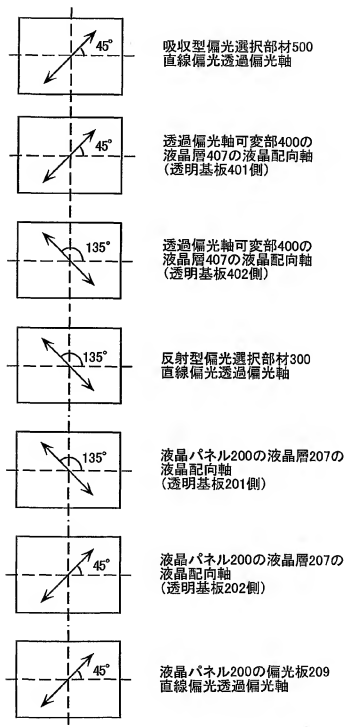 45°
吸収型偏光選択部材500
直線偏光透過偏光軸
45°
透過偏光軸可変部400の
液晶層407の液晶配向軸
(透明基板401側)
135°
透過偏光軸可変部400の
液晶層407の液晶配向軸
(透明基板402側)
135°
反射型偏光選択部材300
直線偏光透過偏光軸
135°
液晶パネル200の液晶層207の
液晶配向軸
(透明基板201側)
45°
液晶パネル200の液晶層207の
液晶配向軸
(透明基板202側)
45°
液晶パネル200の偏光板209
直線偏光透過偏光軸